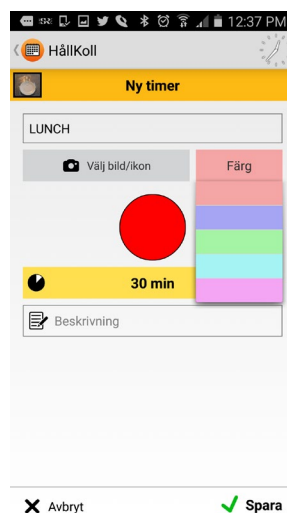 12:37 PM
HållKoll
Ny timer
LUNCH
Välj bild/ikon
Färg
30 min
Beskrivning
Avbryt
Spara